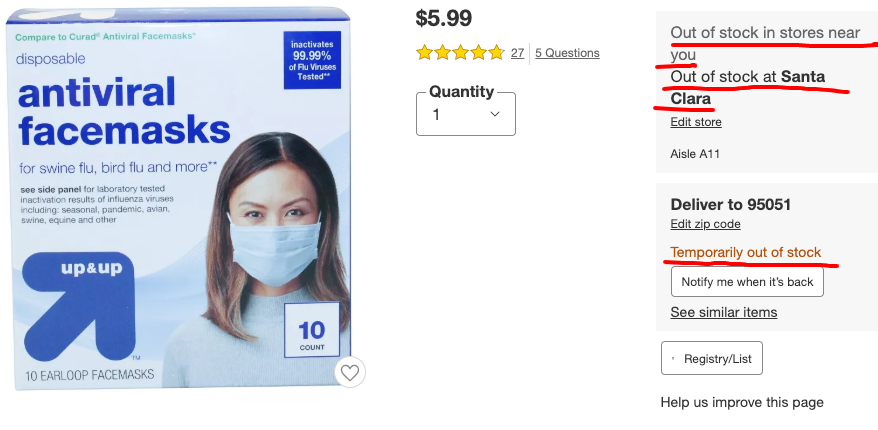 Compare to Curad® Antiviral Facemasks*
disposable
antiviral
facemasks
for swine flu, bird flu and more**
see side panel for laboratory tested
inactivation results of influenza viruses
including: seasonal, pandemic, avian,
swine, equine and other
inactivates
99.99%
of Flu Viruses
Tested**
up&up
TM
10
COUNT
10 EARLOOP FACEMASKS
$5.99
27 5 Questions
Quantity
1
Out of stock in stores near
you
Out of stock at Santa
Clara
Edit store
Aisle A11
Deliver to 95051
Edit zip code
Temporarily out of stock
Notify me when it's back
See similar items
Registry/List
Help us improve this page